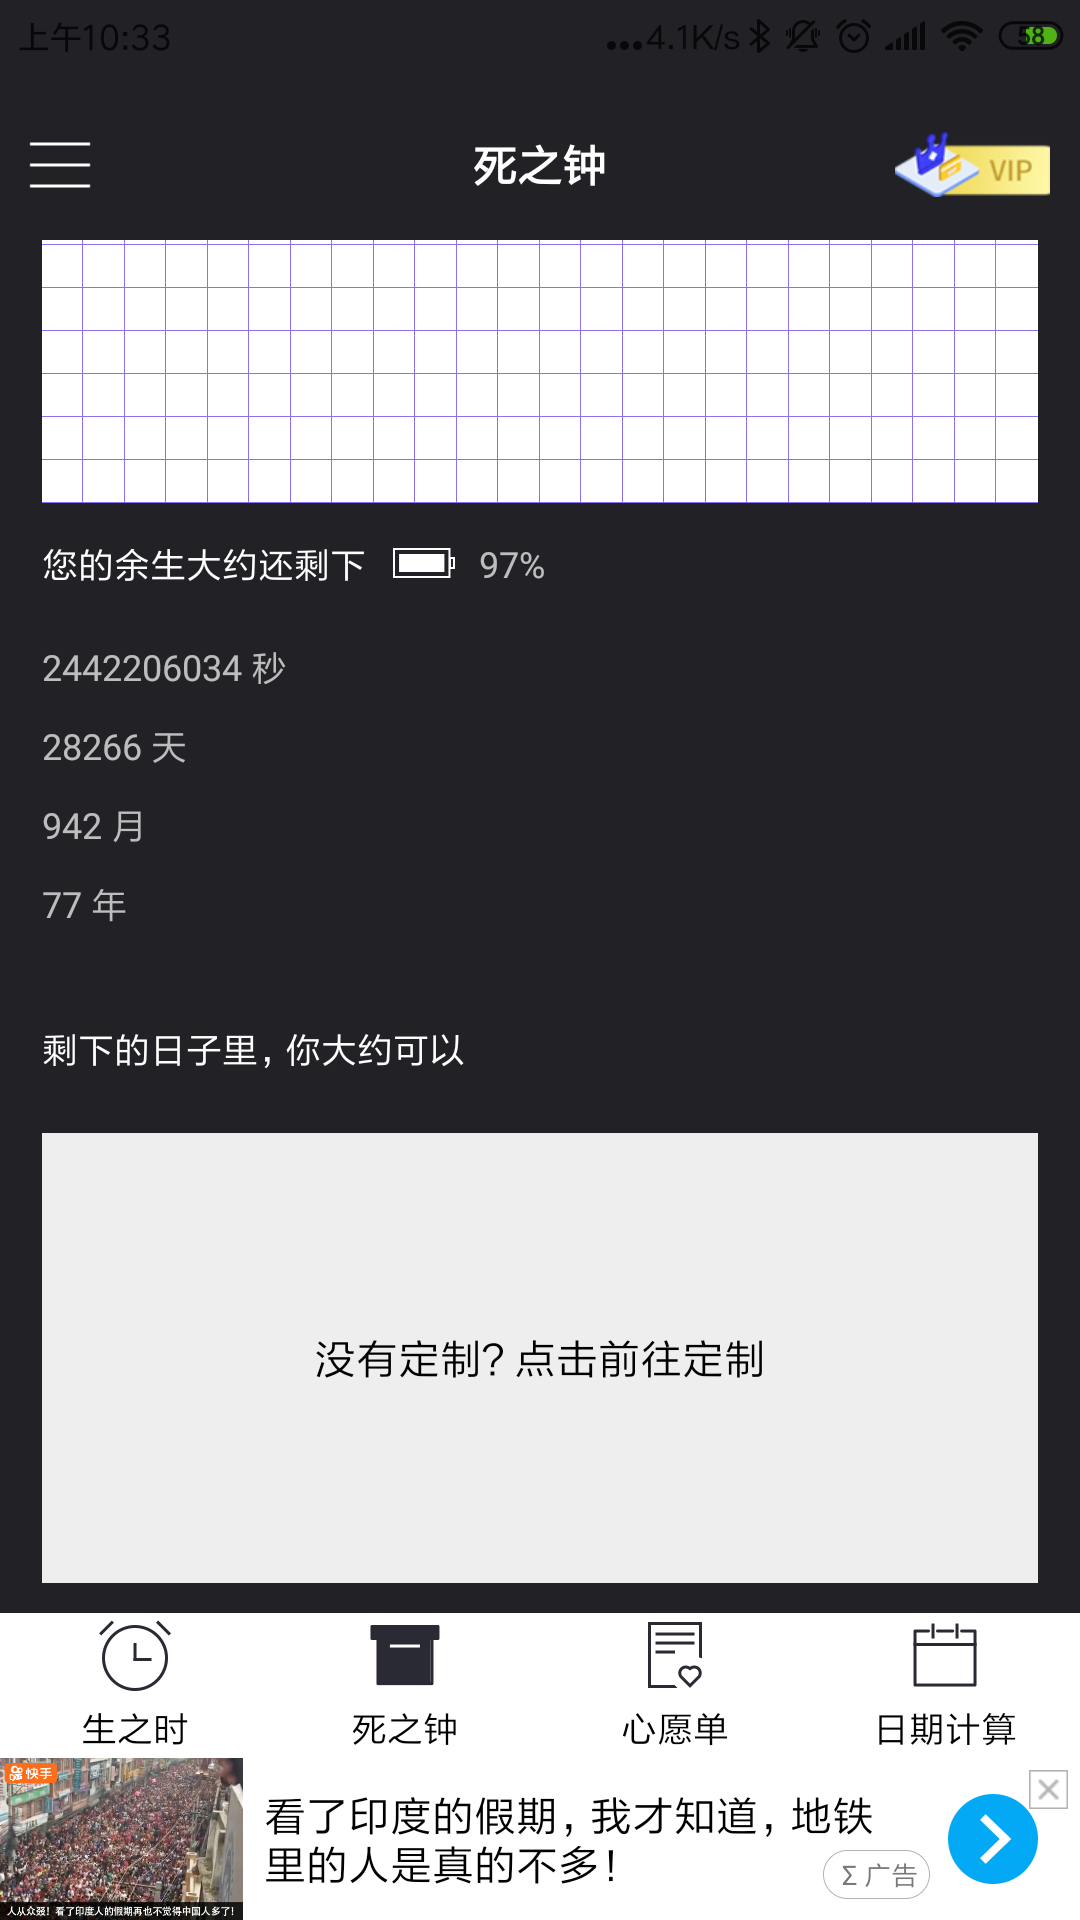 上午10:33
...4.1K/s
58
死之钟
VIP
您的余生大约还剩下 97%
2442206034 秒
28266 天
942 月
77 年
剩下的日子里，你大约可以
没有定制？点击前往定制
生之时
死之钟
心愿单
日期计算
快手
人从众𠈌！看了印度人的假期再也不觉得中国人多了！
看了印度的假期，我才知道，地铁
里的人是真的不多！
广告